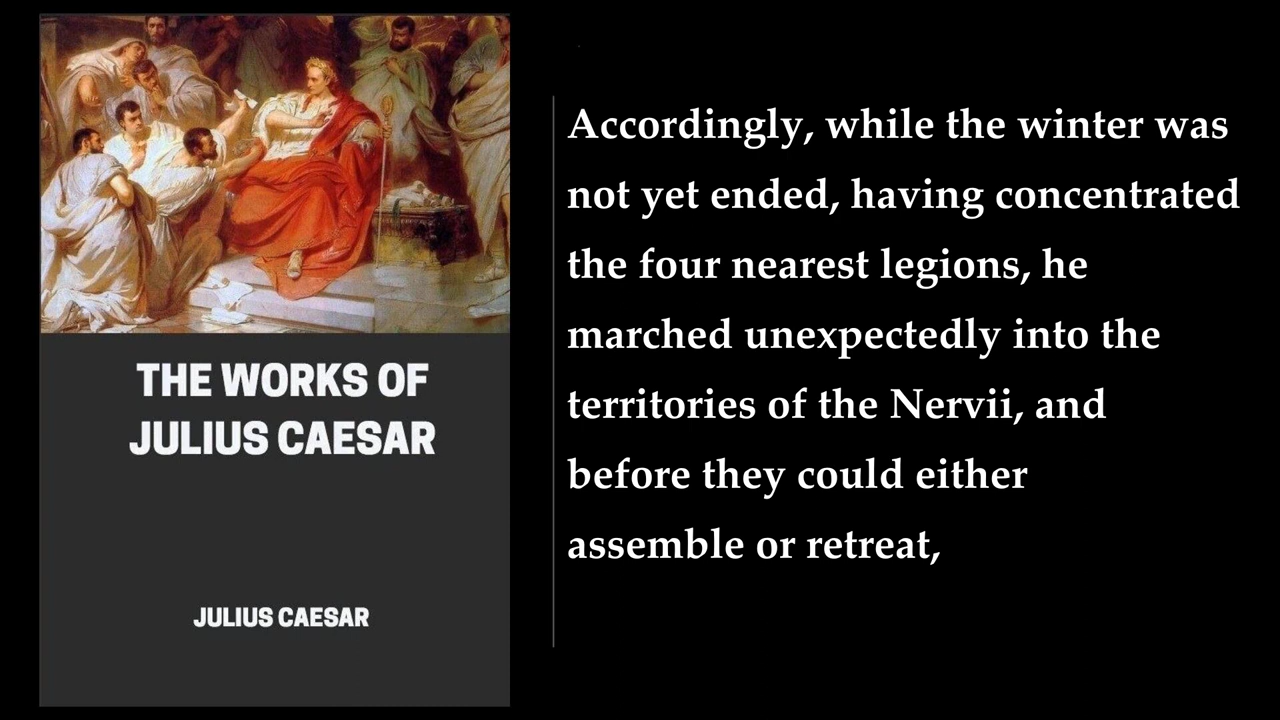 THE WORKS OF
JULIUS CAESAR
JULIUS CAESAR
Accordingly, while the winter was
not yet ended, having concentrated
the four nearest legions, he
marched unexpectedly into the
territories of the Nervii, and
before they could either
assemble or retreat,